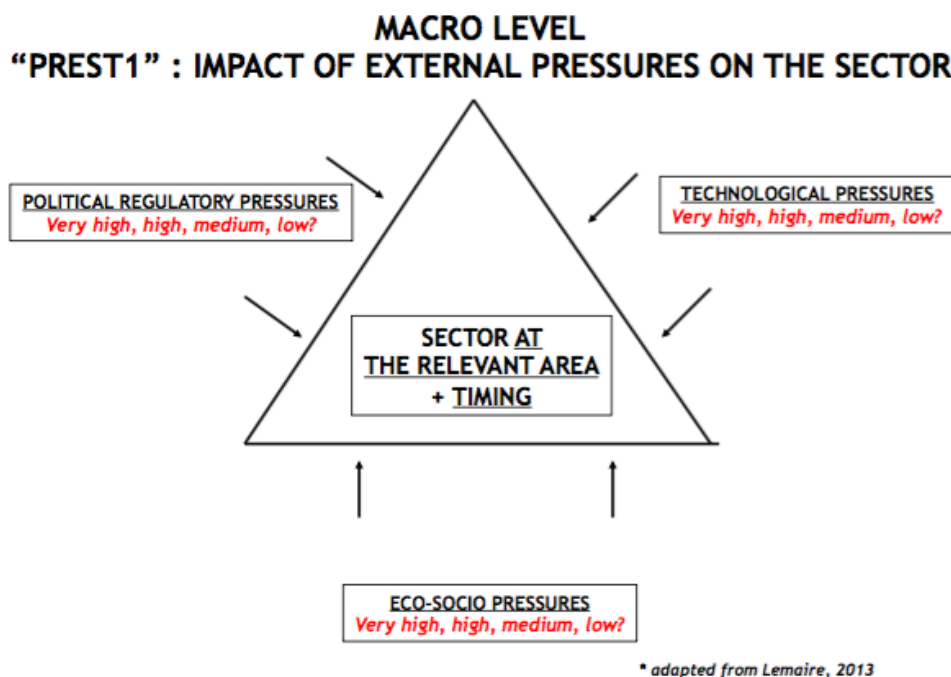 MACRO LEVEL
“PREST1” : IMPACT OF EXTERNAL PRESSURES ON THE SECTOR
POLITICAL REGULATORY PRESSURES
Very high, high, medium, low?
TECHNOLOGICAL PRESSURES
Very high, high, medium, low?
SECTOR AT
THE RELEVANT AREA
+ TIMING
ECO-SOCIO PRESSURES
Very high, high, medium, low?
* adapted from Lemaire, 2013